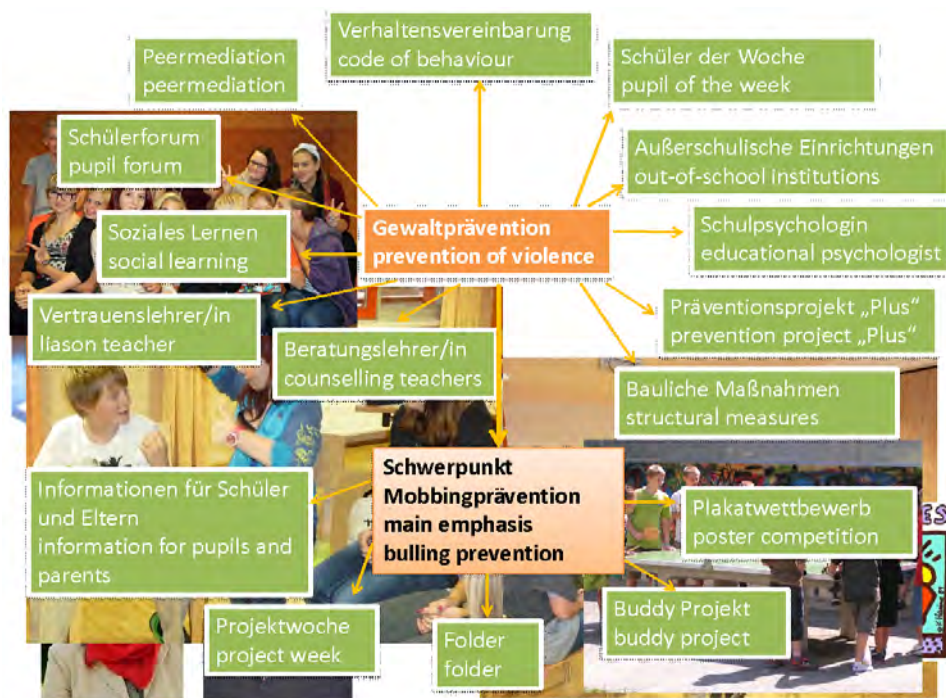 Verhaltensvereinbarung
code of behaviour
Peermediation
peermediation
Schüler der Woche
pupil of the week
Schülerforum
pupil forum
Außerschulische Einrichtungen
out-of-school institutions
Soziales Lernen
social learning
Gewaltprävention
prevention of violence
Schulpsychologin
educational psychologist
Vertrauenslehrer/in
liason teacher
Beratungslehrer/in
counselling teachers
Präventionsprojekt „Plus“
prevention project „Plus“
Bauliche Maßnahmen
structural measures
Schwerpunkt
Mobbingprävention
main emphasis
bulling prevention
Informationen für Schüler
und Eltern
information for pupils and
parents
Plakatwettbewerb
poster competition
ES
Projektwoche
project week
Folder
folder
Buddy Projekt
buddy project